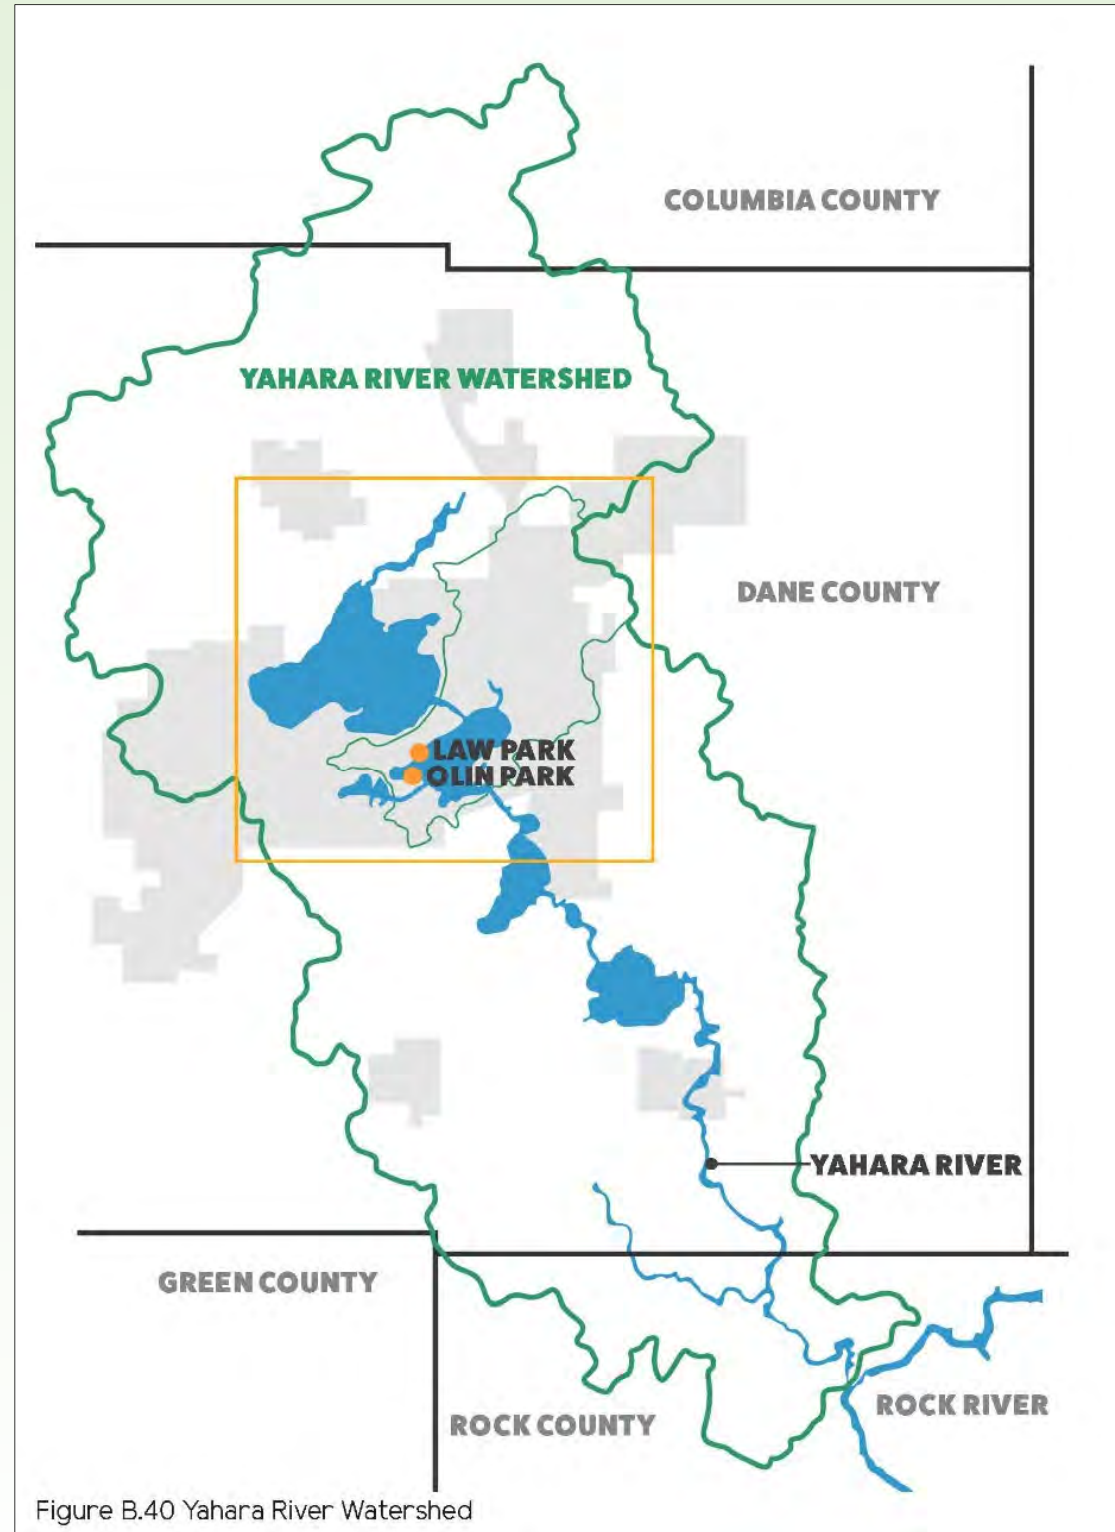 COLUMBIA COUNTY
YAHARA RIVER WATERSHED
DANE COUNTY
LAW PARK
OLIN PARK
YAHARA RIVER
GREEN COUNTY
ROCK RIVER
ROCK COUNTY
Figure B.40 Yahara River Watershed